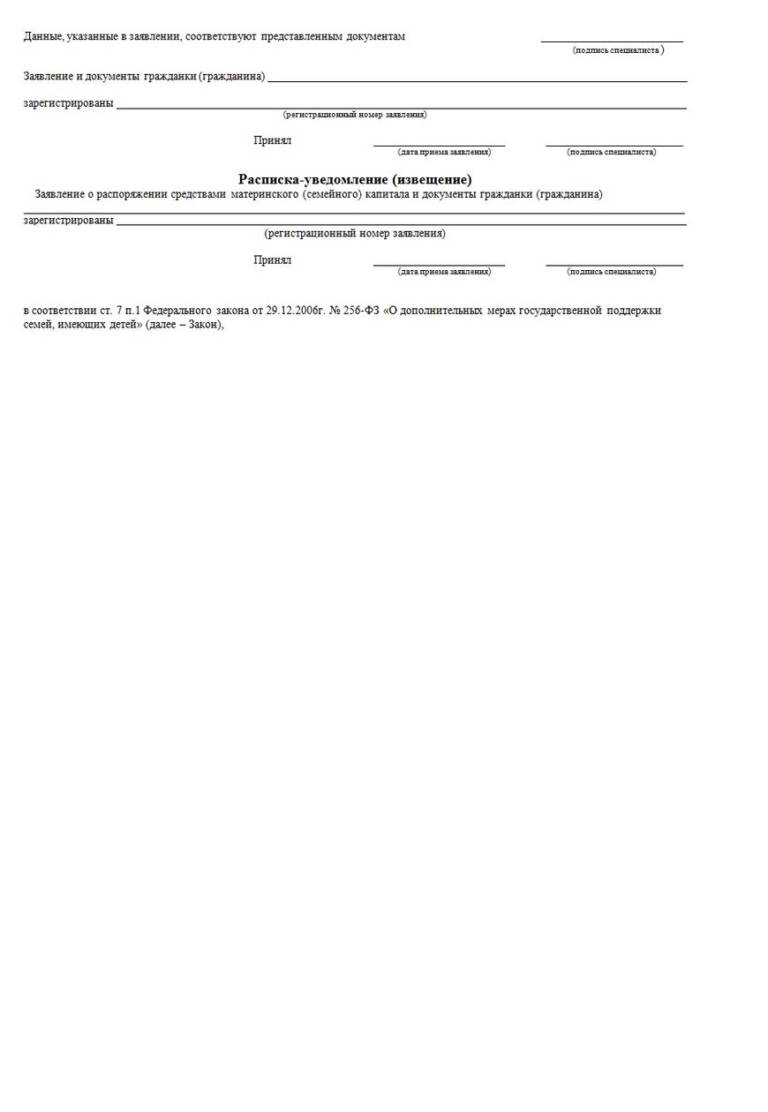 Данные, указанные в заявлении, соответствуют представленным документам
(подпись специалиста )
Заявление и документы гражданки (гражданина)
зарегистрированы
(регистрационный номер заявления)
Принял
(дата приема заявления) (подпись специалиста)
Расписка-уведомление (извещение)
Заявление о распоряжении средствами материнского (семейного) капитала и документы гражданки (гражданина)
зарегистрированы
(регистрационный номер заявления)
Принял
(дата приема заявления) (подпись специалиста)
в соответствии ст. 7 п.1 Федерального закона от 29.12.2006г. № 256-ФЗ «О дополнительных мерах государственной поддержки
семей, имеющих детей» (далее – Закон),